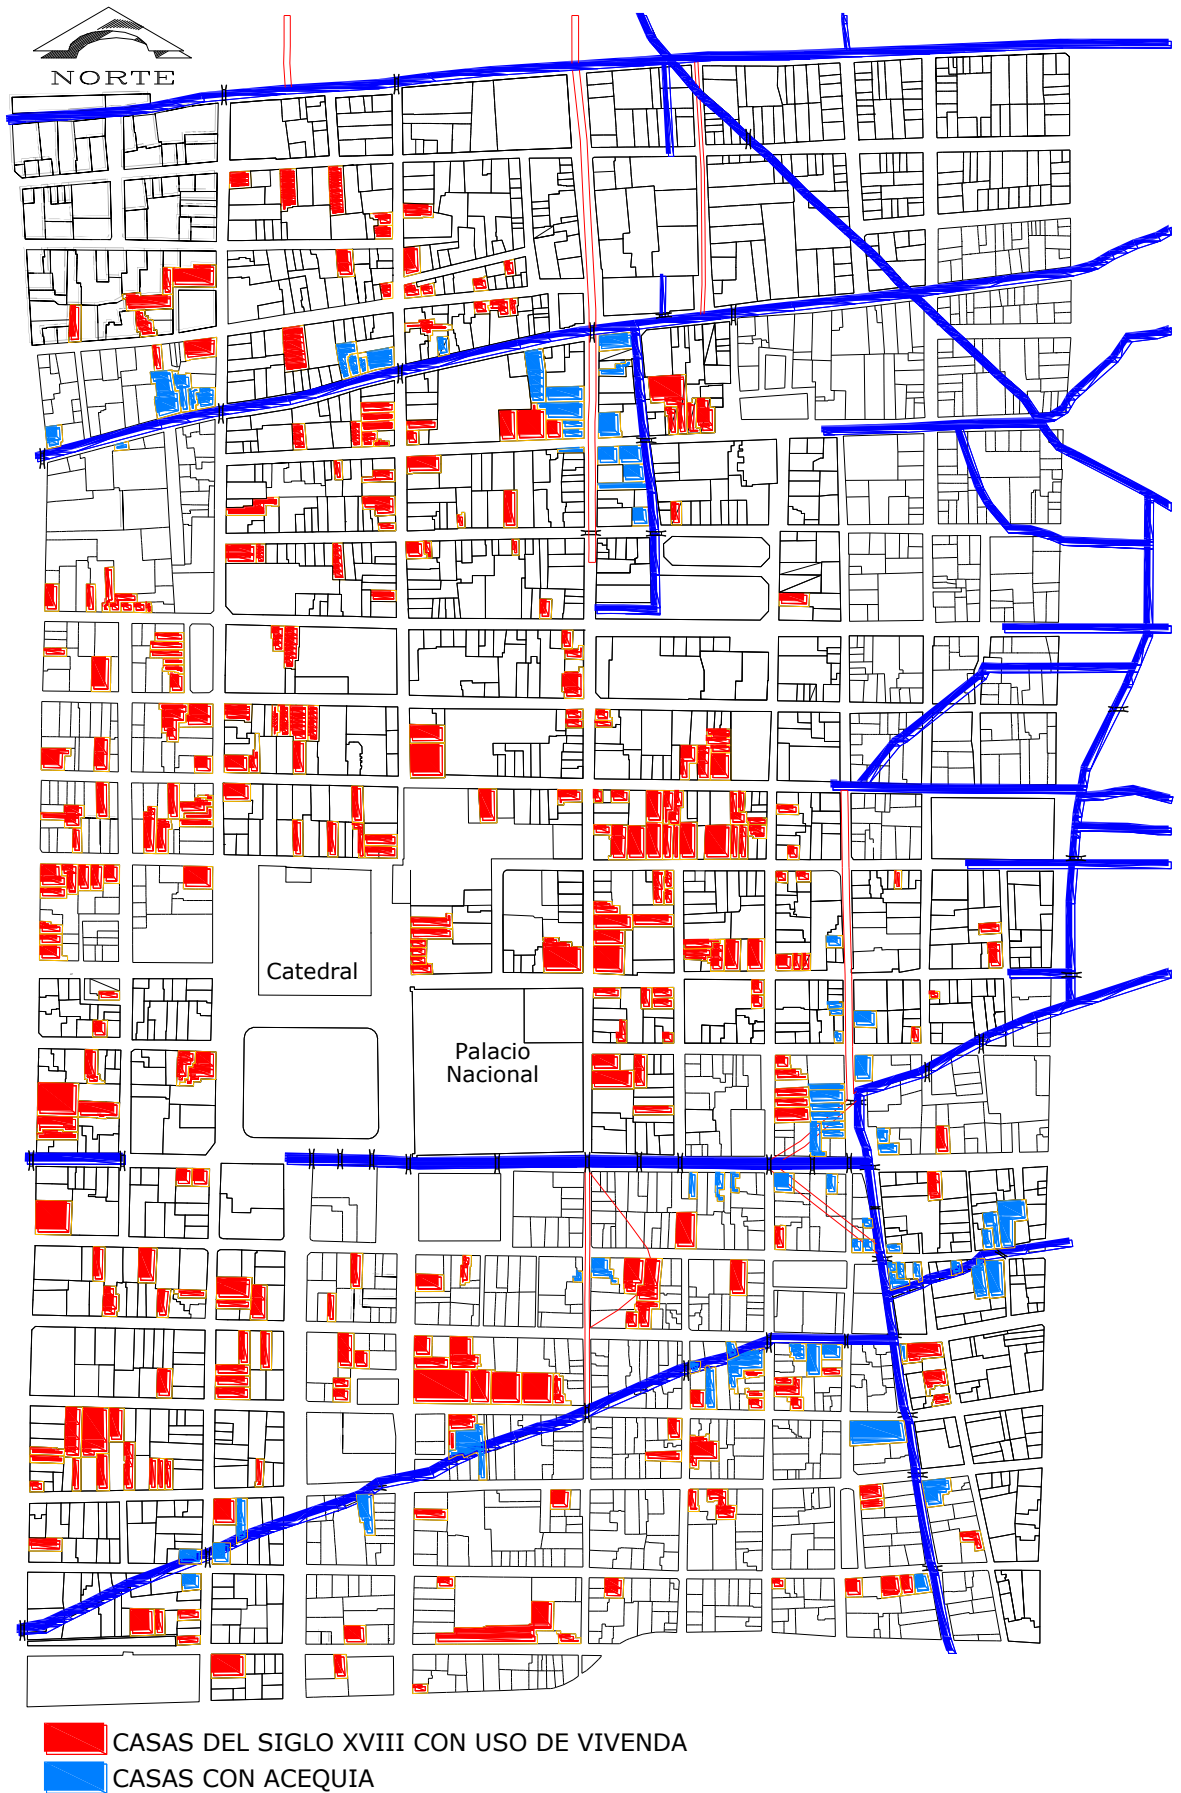 NORTE
Catedral
Palacio
Nacional
CASAS DEL SIGLO XVIII CON USO DE VIVENDA
CASAS CON ACEQUIA